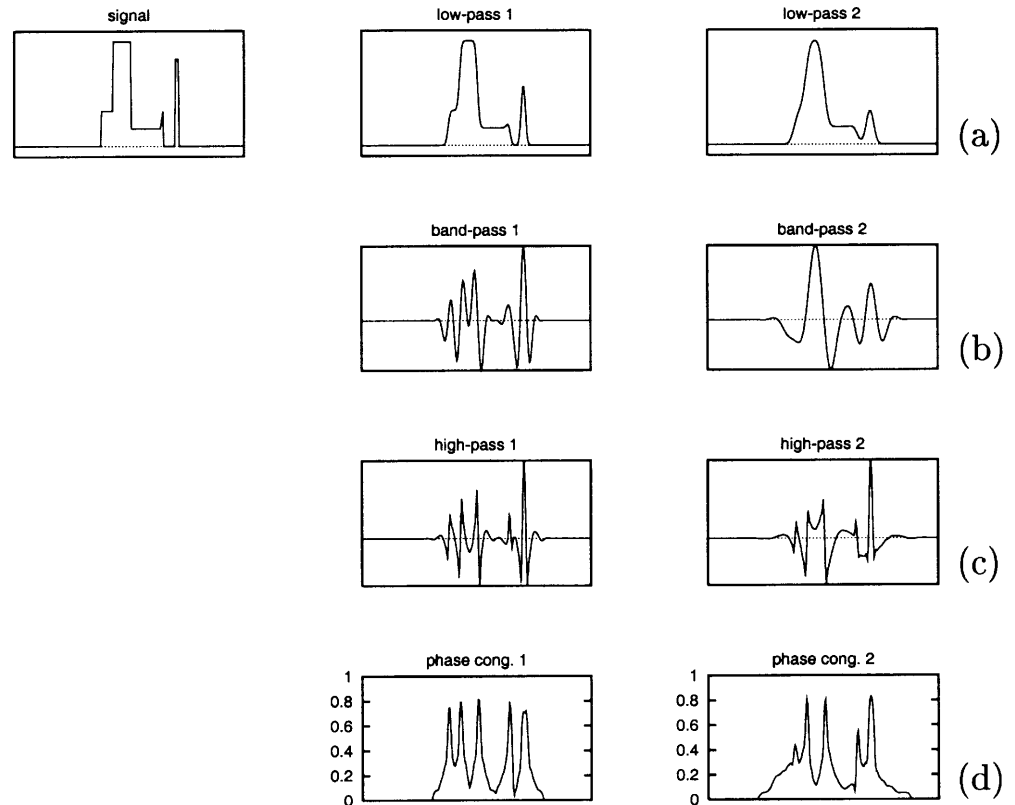 signal
low-pass 1
low-pass 2
(a)
band-pass 1
band-pass 2
(b)
high-pass 1
high-pass 2
(c)
phase cong. 1
phase cong. 2
1
0.8
0.6
0.4
0.2
0
1
0.8
0.6
0.4
0.2
0
(d)